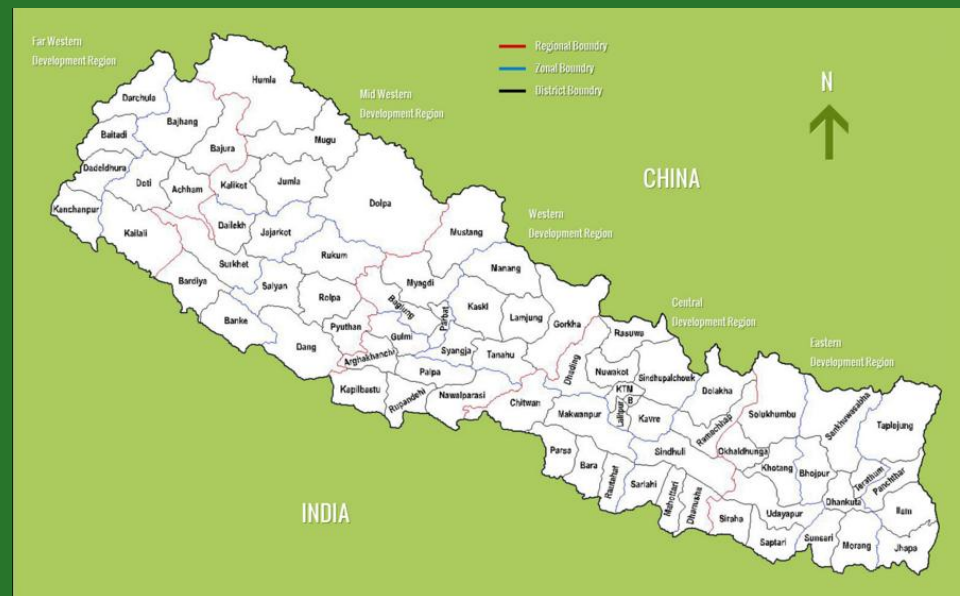 Far Western
Development Region
Regional Boundry
Zonal Boundry
District Boundry
N
Mid Western
Development Region
CHINA
Western
Development Region
Central
Development Region
Eastern
Development Region
INDIA
Humla
Darchula
Bajhang
Baitadi
Mugu
Bajura
Dadeldhura
Doti
Achham
Kalikot
Jumla
Dolpa
Kanchanpur
Kailali
Dailekh
Jajarkot
Mustang
Surkhet
Rukum
Manang
Bardiya
Salyan
Myagdi
Rolpa
Baglung
Parbat
Kaski
Lamjung
Gorkha
Banke
Pyuthan
Gulmi
Rasuwa
Dang
Syangja
Tanahu
Dhading
Nuwakot
Sindhupalchowk
Arghakhanchi
Palpa
Dolakha
Kapilbastu
Rupandehi
Nawalparasi
Chitwan
KTM
B
Lalitpur
Kavre
Makwanpur
Ramechhap
Solukhumbu
Sankhuwasabha
Taplejung
Parsa
Bara
Rautahat
Sarlahi
Sindhuli
Okhaldhunga
Khotang
Bhojpur
Terathum
Panchthar
Mahottari
Dhanusha
Siraha
Udayapur
Dhankuta
Ilam
Saptari
Sunsari
Morang
Jhapa